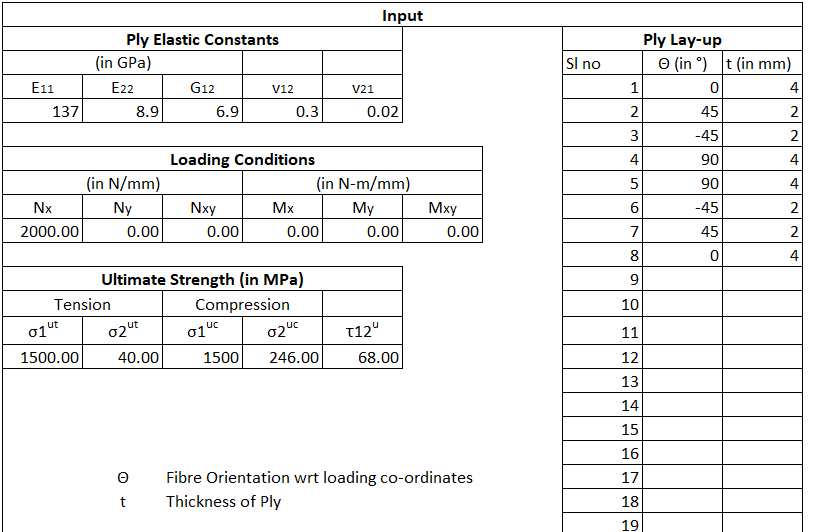 Input
Ply Elastic Constants
Ply Lay-up
(in GPa)
Sl no Θ (in °) t (in mm)
E11 E22 G12 ν12 ν21
1 0 4
137 8.9 6.9 0.3 0.02
2 45 2
3 -45 2
Loading Conditions
4 90 4
(in N/mm) (in N-m/mm)
5 90 4
Nx Ny Nxy Mx My Mxy
6 -45 2
2000.00 0.00 0.00 0.00 0.00 0.00
7 45 2
8 0 4
Ultimate Strength (in MPa)
9
Tension Compression
10
σ1ut σ2ut σ1uc σ2uc τ12u
11
1500.00 40.00 1500 246.00 68.00
12
13
14
15
16
Θ Fibre Orientation wrt loading co-ordinates
17
t Thickness of Ply
18
19